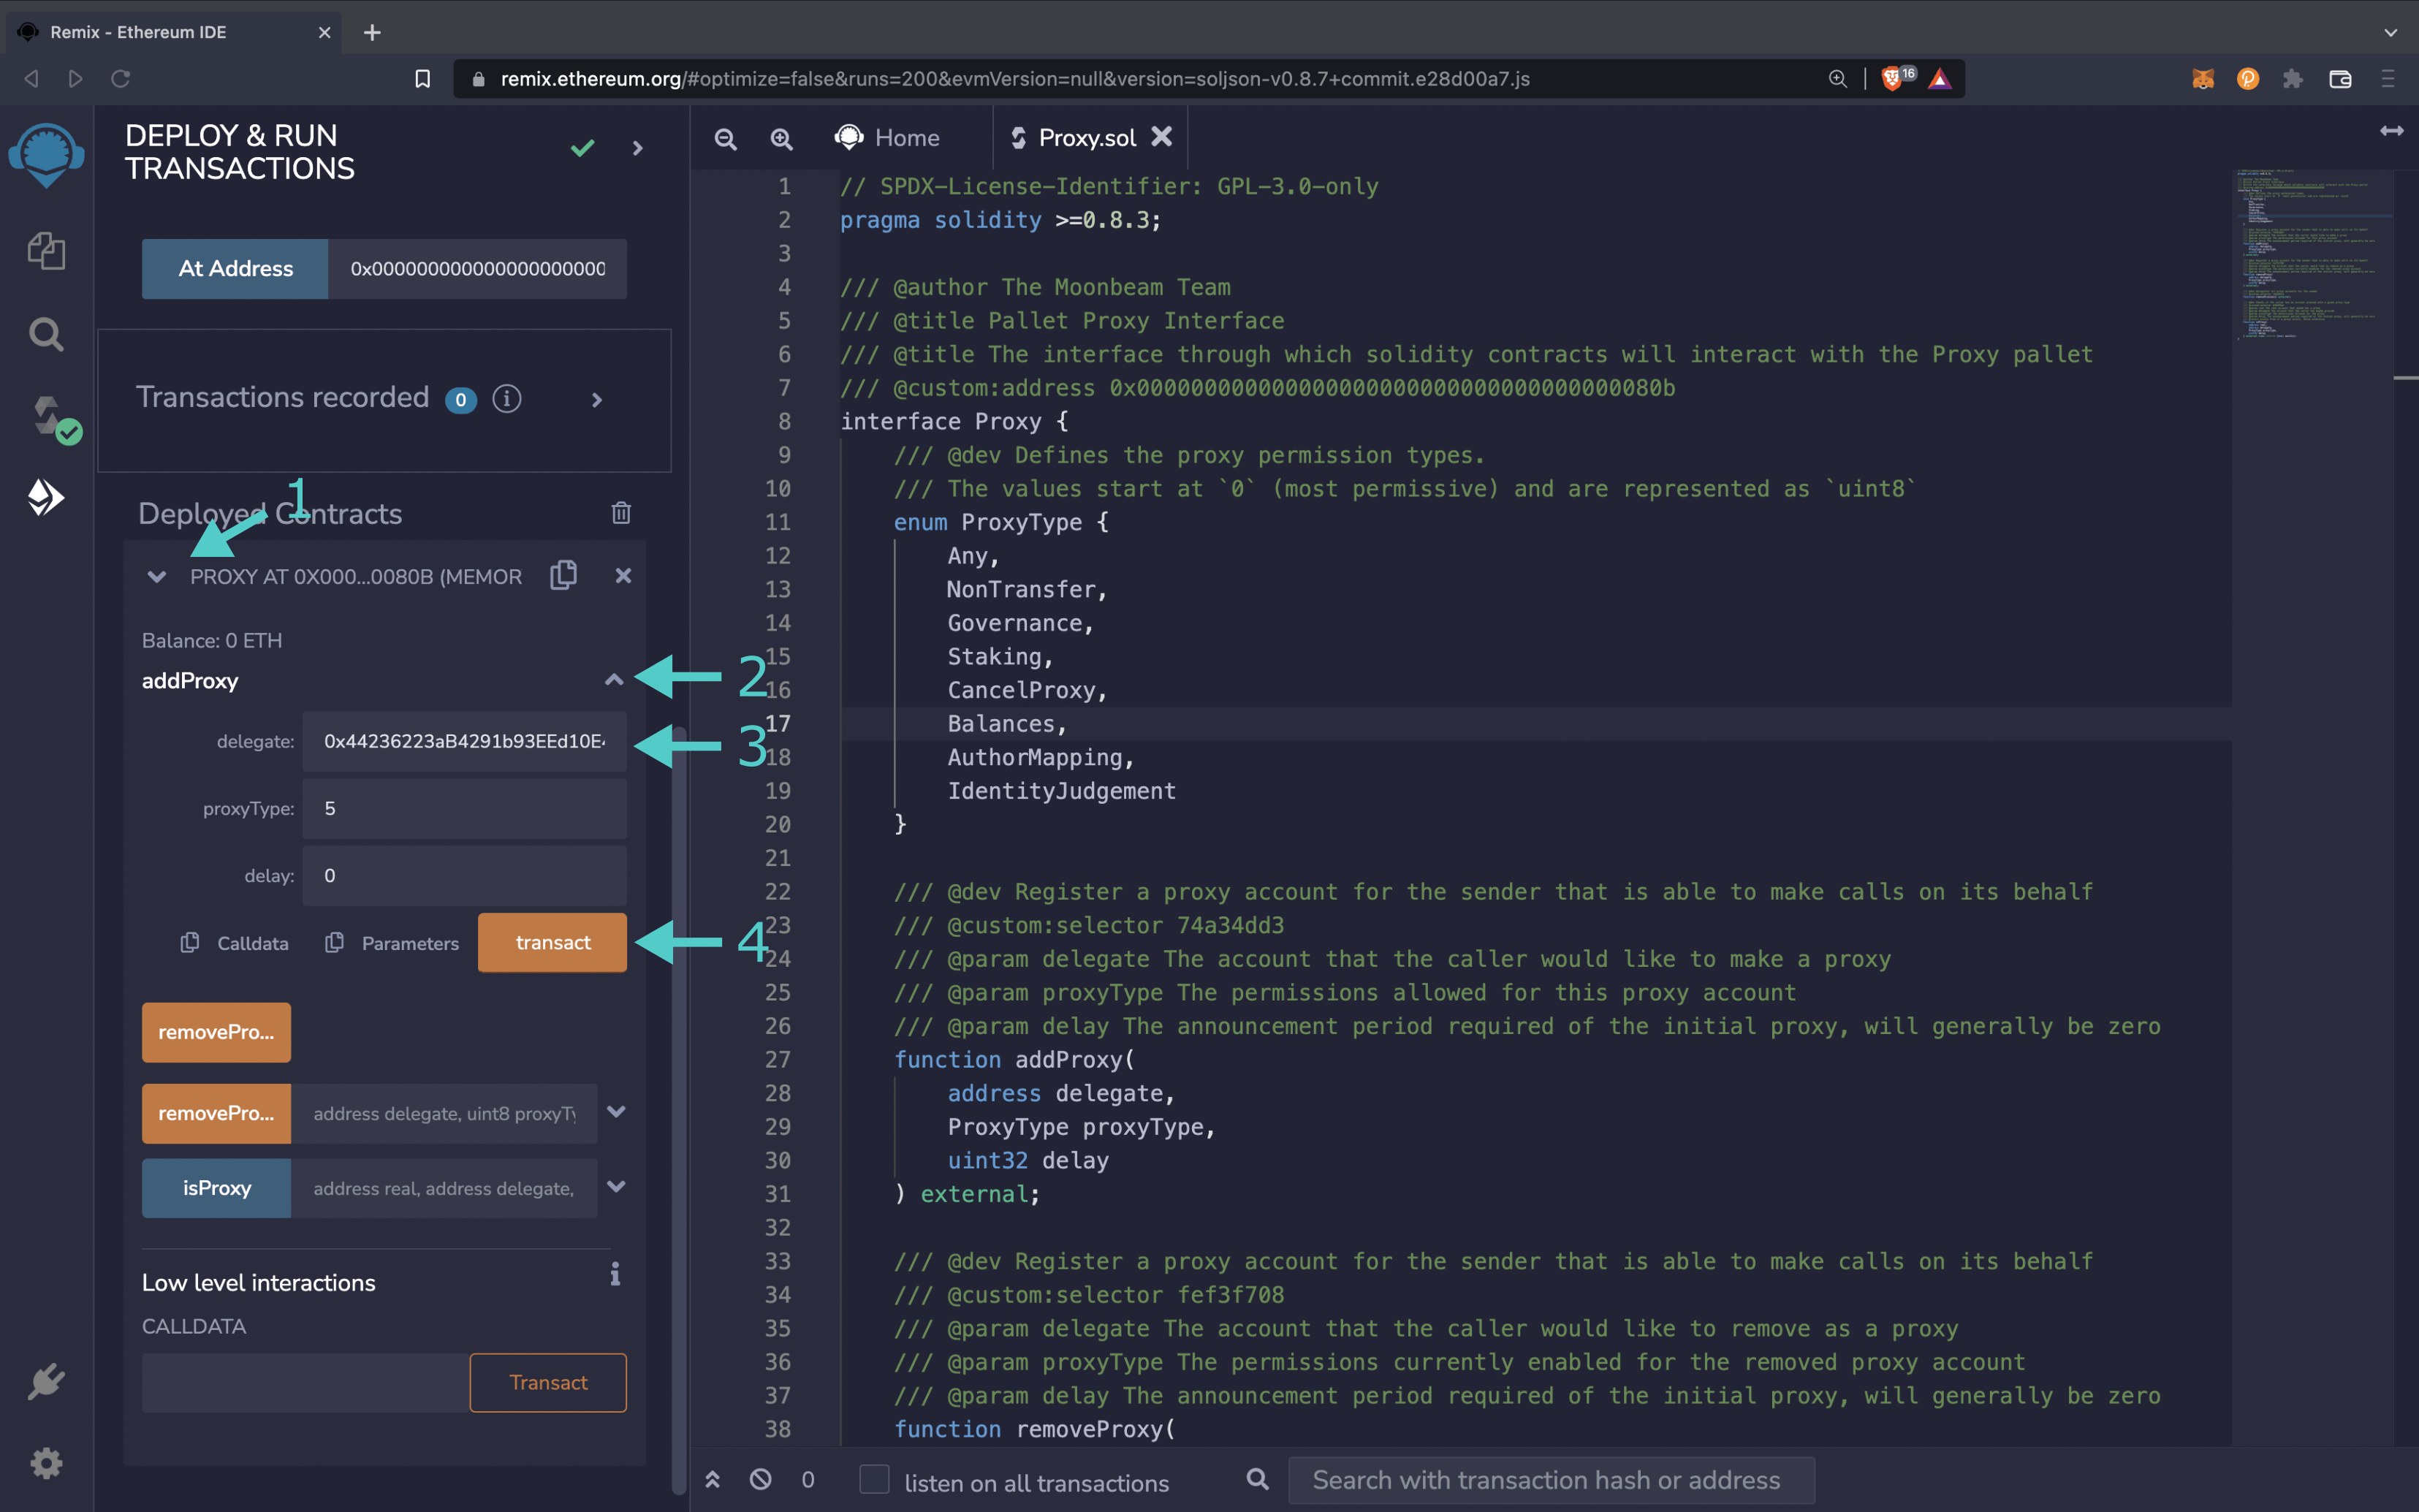 Remix - Ethereum IDE
remix.ethereum.org/#optimize=false&runs=200&evmVersion=null&version=soljson-v0.8.7+commit.e28d00a7.js
16
DEPLOY & RUN
TRANSACTIONS
At Address
0x0000000000000000000000
Transactions recorded 0
1
Deployed Contracts
PROXY AT 0X000...0080B (MEMOR
Balance: 0 ETH
addProxy
2
delegate:
0x44236223aB4291b93EEd10E
3
proxyType:
5
delay:
0
Calldata
Parameters
transact
4
removePro...
removePro...
address delegate, uint8 proxyTy
isProxy
address real, address delegate,
Low level interactions
CALLDATA
Transact
Home
Proxy.sol
1 // SPDX-License-Identifier: GPL-3.0-only
2 pragma solidity >=0.8.3;
3
4 /// @author The Moonbeam Team
5 /// @title Pallet Proxy Interface
6 /// @title The interface through which solidity contracts will interact with the Proxy pallet
7 /// @custom:address 0x000000000000000000000000000000000000080b
8 interface Proxy {
9 /// @dev Defines the proxy permission types.
10 /// The values start at `0` (most permissive) and are represented as `uint8`
11 enum ProxyType {
12 Any,
13 NonTransfer,
14 Governance,
15 Staking,
16 CancelProxy,
17 Balances,
18 AuthorMapping,
19 IdentityJudgement
20 }
21
22 /// @dev Register a proxy account for the sender that is able to make calls on its behalf
23 /// @custom:selector 74a34dd3
24 /// @param delegate The account that the caller would like to make a proxy
25 /// @param proxyType The permissions allowed for this proxy account
26 /// @param delay The announcement period required of the initial proxy, will generally be zero
27 function addProxy(
28 address delegate,
29 ProxyType proxyType,
30 uint32 delay
31 ) external;
32
33 /// @dev Register a proxy account for the sender that is able to make calls on its behalf
34 /// @custom:selector fef3f708
35 /// @param delegate The account that the caller would like to remove as a proxy
36 /// @param proxyType The permissions currently enabled for the removed proxy account
37 /// @param delay The announcement period required of the initial proxy, will generally be zero
38 function removeProxy(
0
listen on all transactions
Search with transaction hash or address